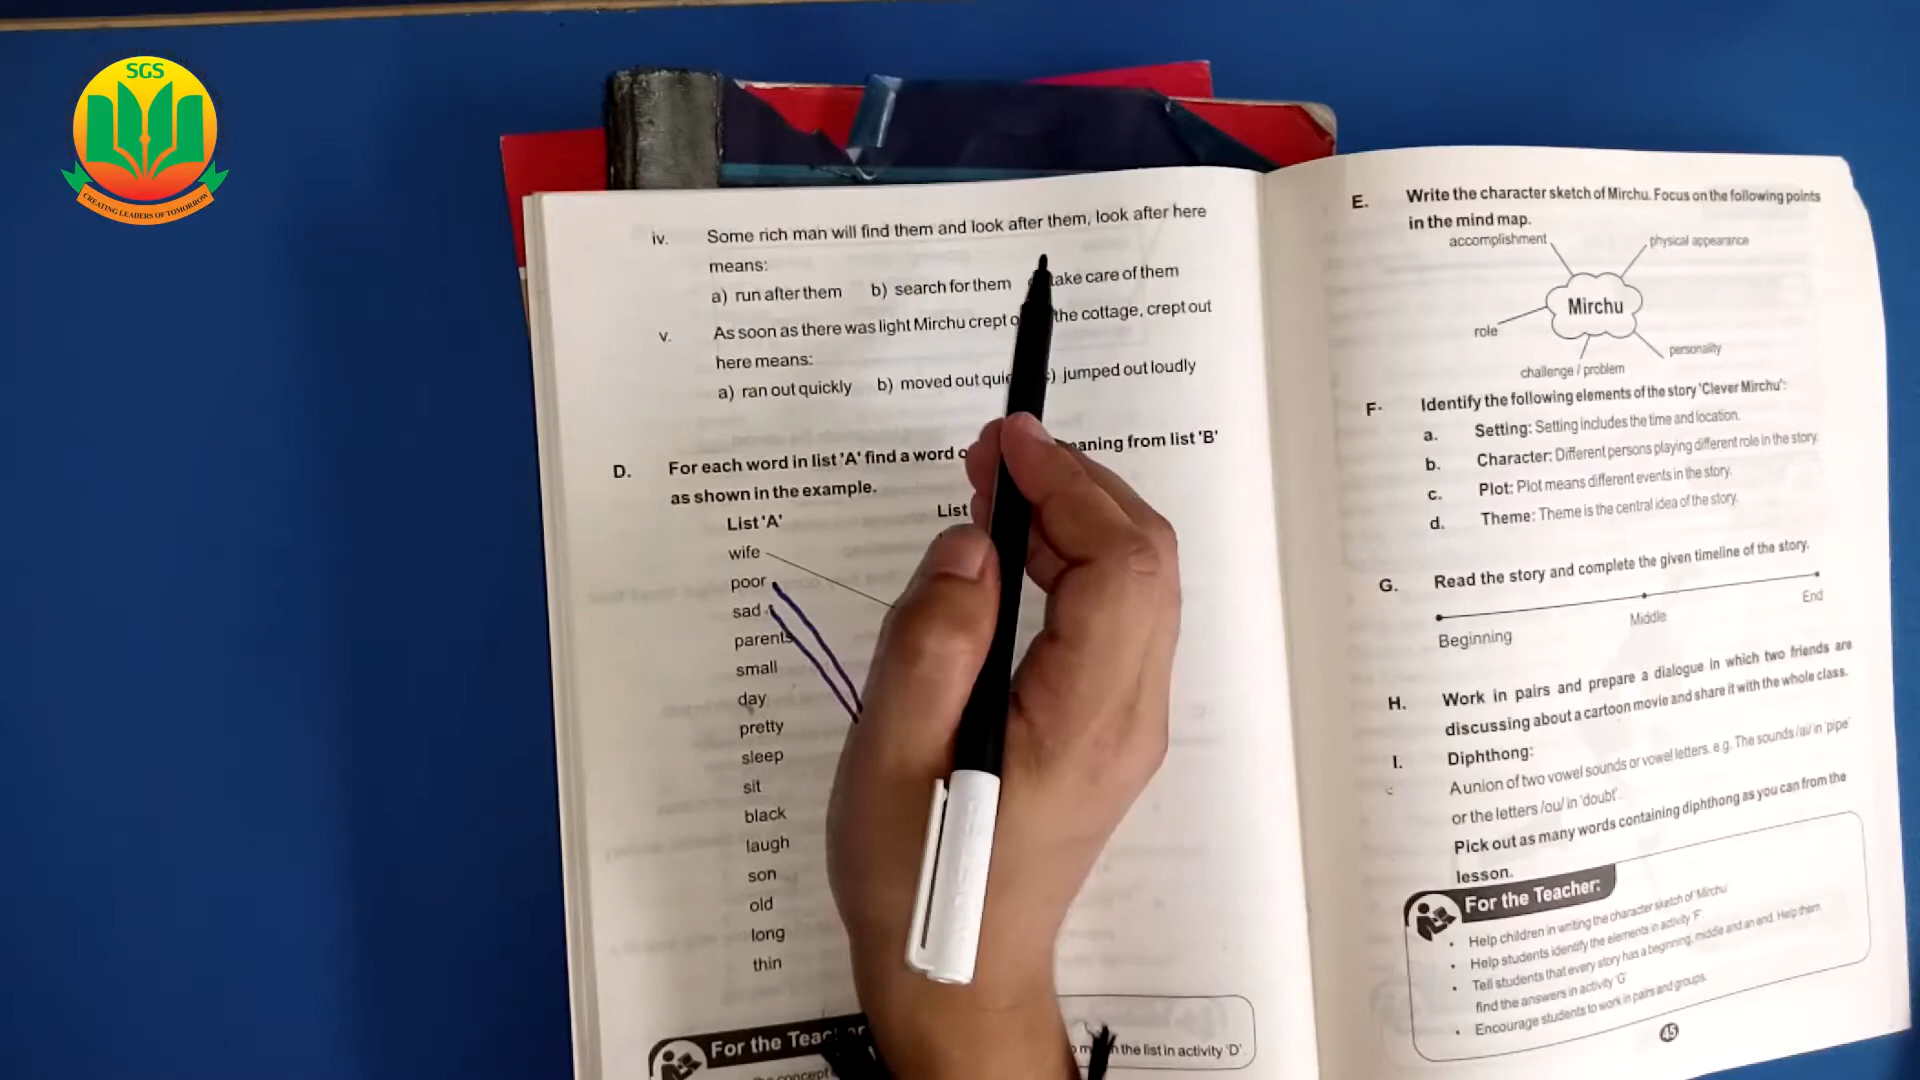 SGS
CREATING LEADERS OF TOMORROW
iv. Some rich man will find them and look after them, look after here
means:
a) run after them b) search for them take care of them
v. As soon as there was light Mirchu crept the cottage, crept out
here means:
a) ran out quickly b) moved out jumped out loudly
D. For each word in list 'A' find a word from list 'B'
as shown in the example.
List 'A' List
wife
poor
sad
parents
small
day
pretty
sleep
sit
black
laugh
son
old
long
thin
For the
the list in activity 'D'.
E. Write the character sketch of Mirchu. Focus on the following points
in the mind map.
accomplishment physical appearance
Mirchu
role
personality
challenge / problem
F. Identify the following elements of the story 'Clever Mirchu':
a. Setting: Setting includes the time and location.
b. Character: Different persons playing different role in the story.
c. Plot: Plot means different events in the story.
d. Theme: Theme is the central idea of the story.
G. Read the story and complete the given timeline of the story.
Beginning Middle End
H. Work in pairs and prepare a dialogue in which two friends are
discussing about a cartoon movie and share it with the whole class.
I. Diphthong:
A union of two vowel sounds or vowel letters. e.g. The sounds /ai/ in 'pipe'
or the letters /ou/ in 'doubt'.
Pick out as many words containing diphthong as you can from the
lesson.
For the Teacher:
• Help children in writing the character sketch of 'Mirchu'
• Help students identify the elements in activity 'F'.
• Tell students that every story has a beginning, middle and an end. Help them
find the answers in activity 'G'
• Encourage students to work in pairs and groups.
45